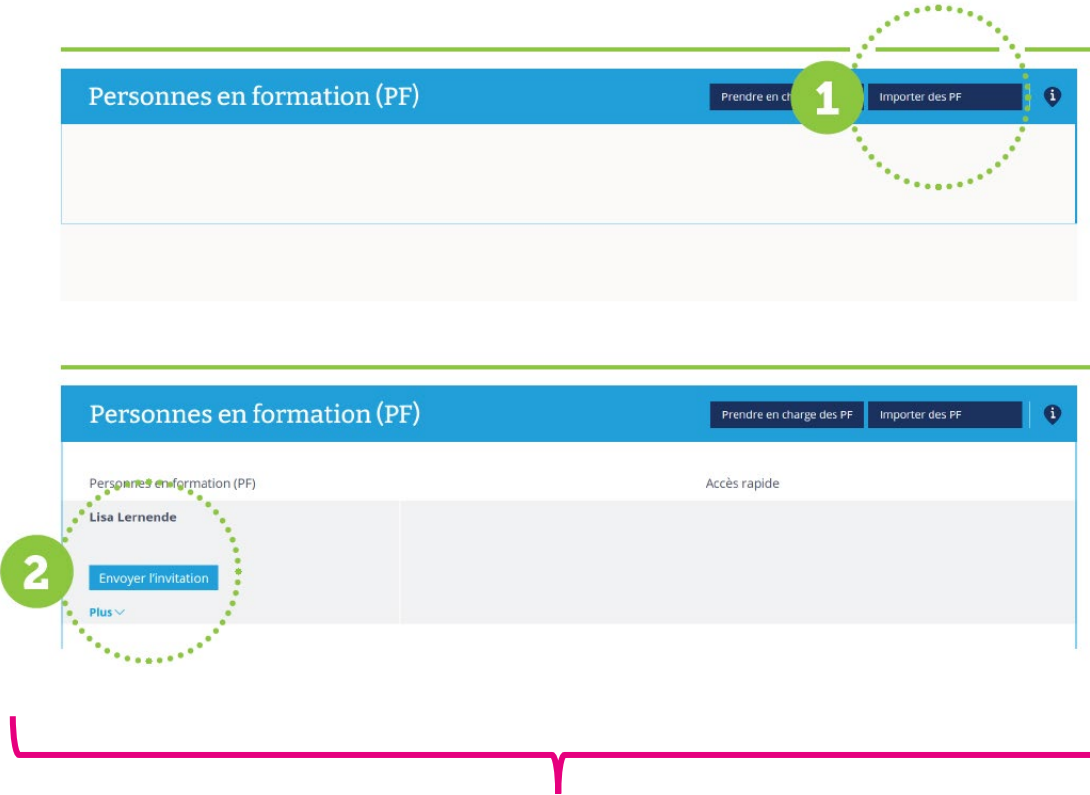 Personnes en formation (PF)
Prendre en ch
1
Importer des PF
i
Personnes en formation (PF)
Prendre en charge des PF
Importer des PF
i
Personnes en formation (PF)
Accès rapide
Lisa Lernende
2
Envoyer l'invitation
Plus